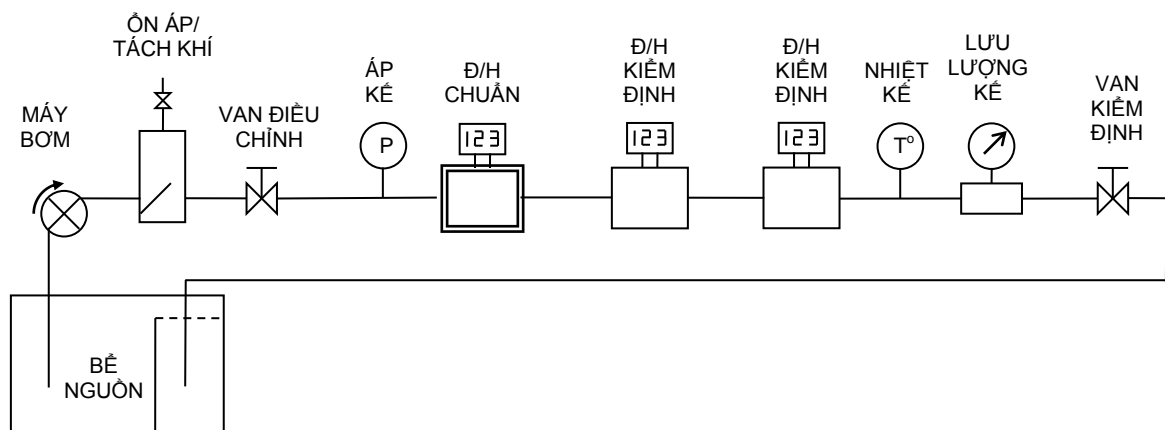 ỔN ÁP/
TÁCH KHÍ
MÁY
BƠM
VAN ĐIỀU
CHỈNH
ÁP
KẾ
P
Đ/H
CHUẨN
123
Đ/H
KIỂM
ĐỊNH
123
Đ/H
KIỂM
ĐỊNH
123
NHIỆT
KẾ
Tº
LƯU
LƯỢNG
KẾ
VAN
KIỂM
ĐỊNH
BỂ
NGUỒN